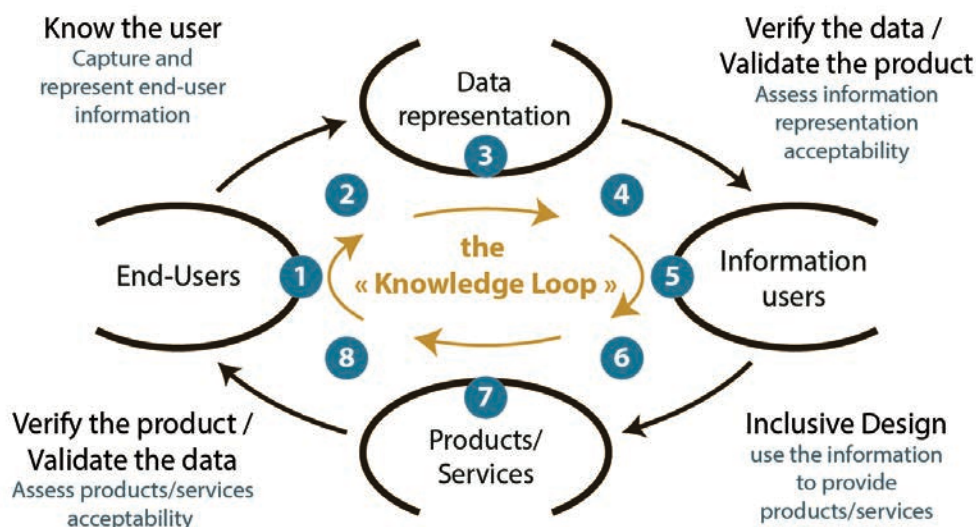 Know the user
Capture and
represent end-user
information
Data
representation
3
Verify the data /
Validate the product
Assess information
representation
acceptability
2
4
End-Users
1
the
« Knowledge Loop »
5
Information
users
8
6
7
Products/
Services
Verify the product /
Validate the data
Assess products/services
acceptability
Inclusive Design
use the information
to provide
products/services